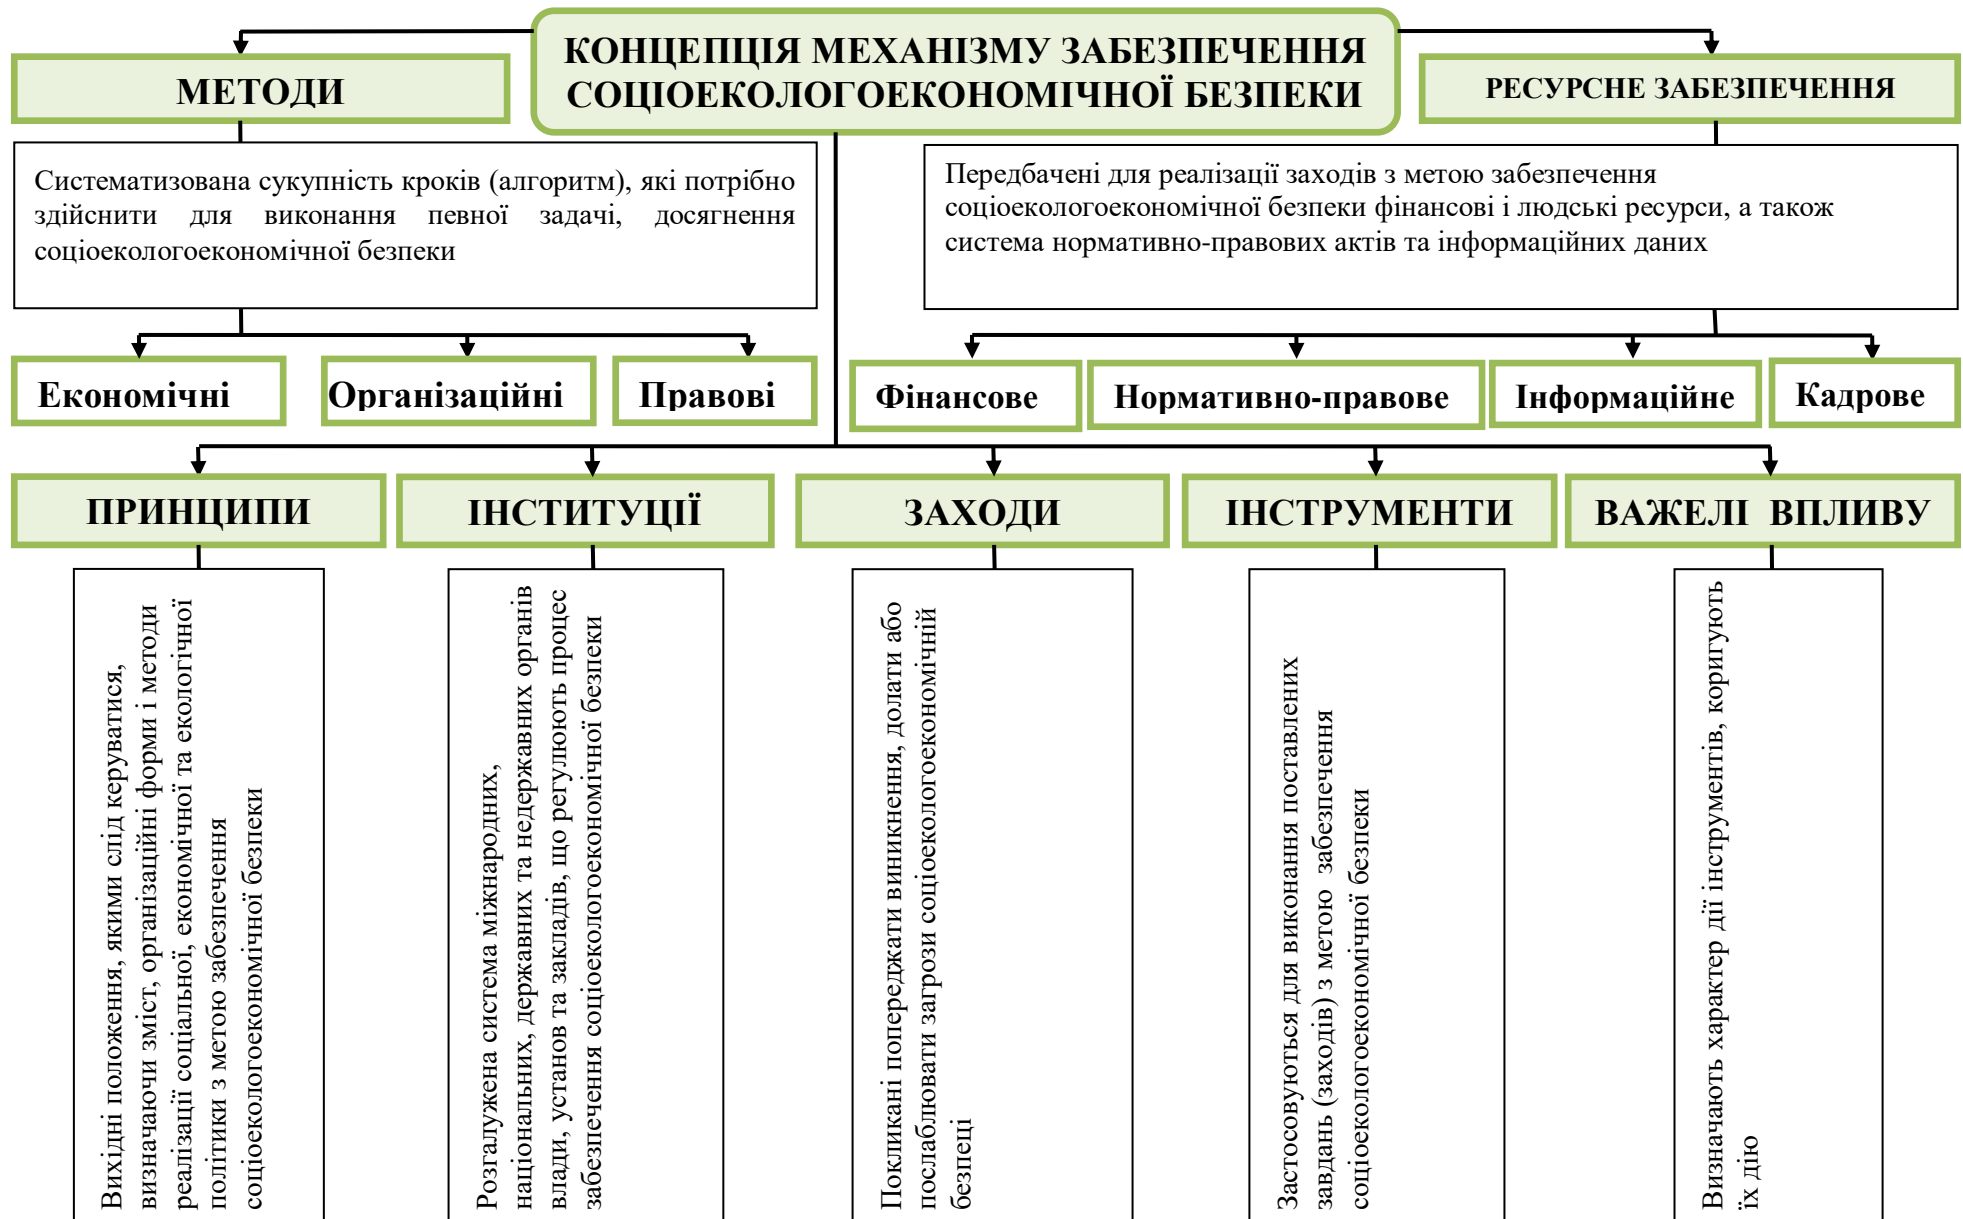 КОНЦЕПЦІЯ МЕХАНІЗМУ ЗАБЕЗПЕЧЕННЯ
СОЦІОЕКОЛОГОЕКОНОМІЧНОЇ БЕЗПЕКИ
МЕТОДИ
РЕСУРСНЕ ЗАБЕЗПЕЧЕННЯ
Систематизована сукупність кроків (алгоритм), які потрібно
здійснити для виконання певної задачі, досягнення
соціоекологоекономічної безпеки
Передбачені для реалізації заходів з метою забезпечення
соціоекологоекономічної безпеки фінансові і людські ресурси, а також
система нормативно-правових актів та інформаційних даних
Економічні
Організаційні
Правові
Фінансове
Нормативно-правове
Інформаційне
Кадрове
ПРИНЦИПИ
ІНСТИТУЦІЇ
ЗАХОДИ
ІНСТРУМЕНТИ
ВАЖЕЛІ ВПЛИВУ
Вихідні положення, якими слід керуватися,
визначаючи зміст, організаційні форми і методи
реалізації соціальної, економічної та екологічної
політики з метою забезпечення
соціоекологоекономічної безпеки
Розгалужена система міжнародних,
національних, державних та недержавних органів
влади, установ та закладів, що регулюють процес
забезпечення соціоекологоекономічної безпеки
Покликані попереджати виникнення, долати або
послаблювати загрози соціоекологоекономічній
безпеці
Застосовуються для виконання поставлених
завдань (заходів) з метою забезпечення
соціоекологоекономічної безпеки
Визначають характер дії інструментів, коригують
їх дію